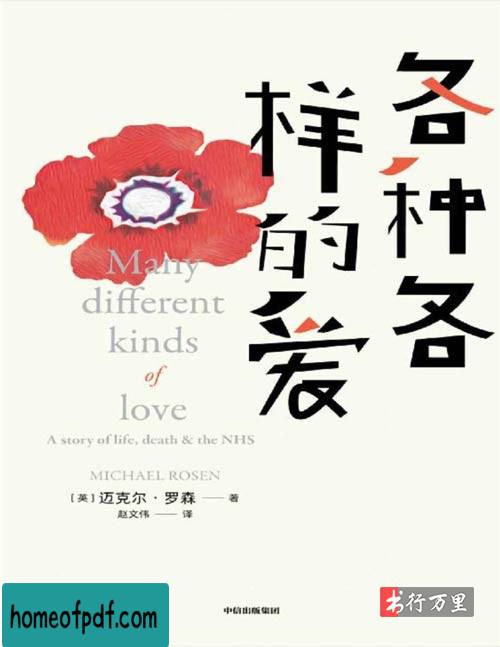 各种各
样的爱
Many
different
kinds
of
love
A story of life, death & the NHS
MICHAEL ROSEN
[英] 迈克尔·罗森 — 著
赵文伟 — 译
homeofpdf.com
中信出版集团
书行万里